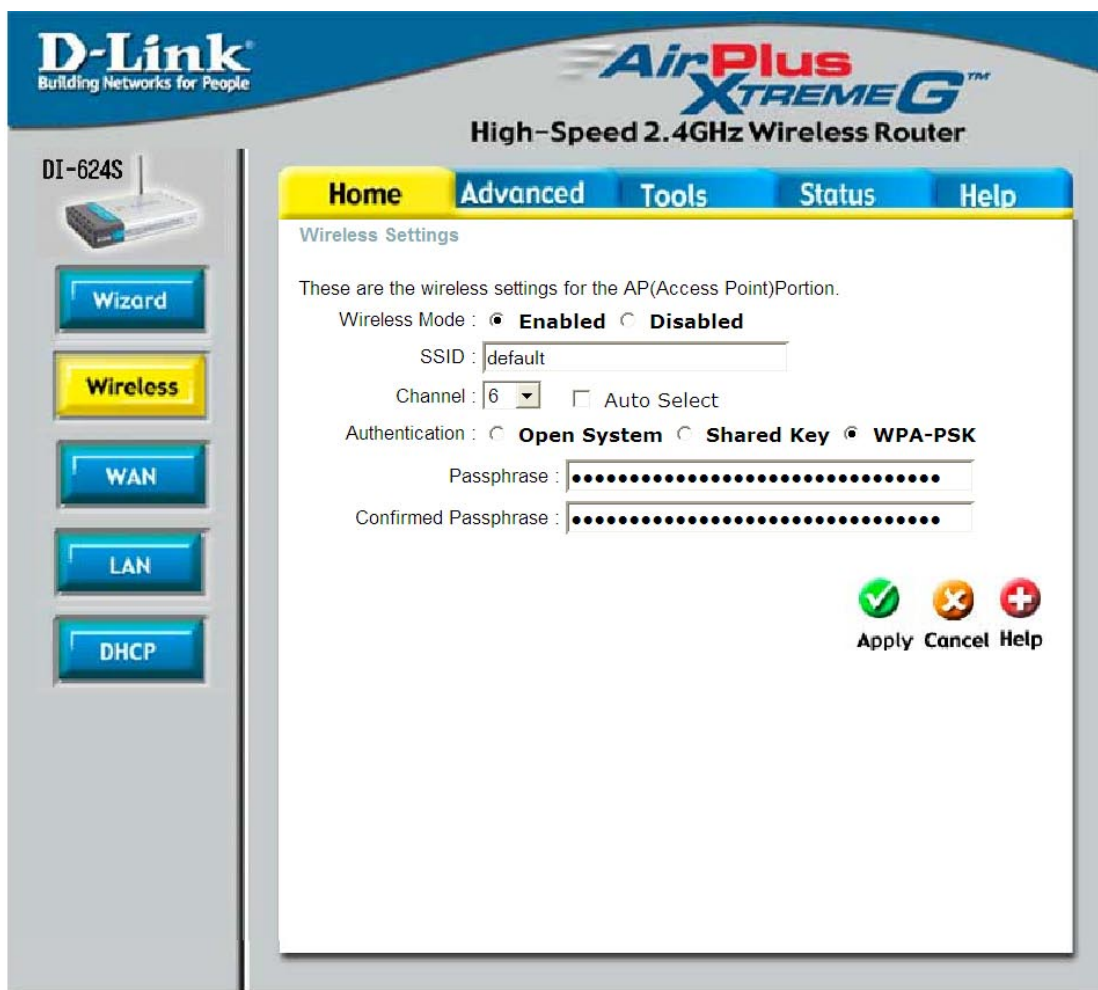 D-Link
Building Networks for People
AirPlus
XTREME G™
High-Speed 2.4GHz Wireless Router
DI-624S
Home Advanced Tools Status Help
Wizard
Wireless
WAN
LAN
DHCP
Wireless Settings
These are the wireless settings for the AP(Access Point)Portion.
Wireless Mode : Enabled Disabled
SSID : default
Channel : 6 Auto Select
Authentication : Open System Shared Key WPA-PSK
Passphrase : ••••••••••••••••••••••••••••••••
Confirmed Passphrase : ••••••••••••••••••••••••••••••••
Apply Cancel Help